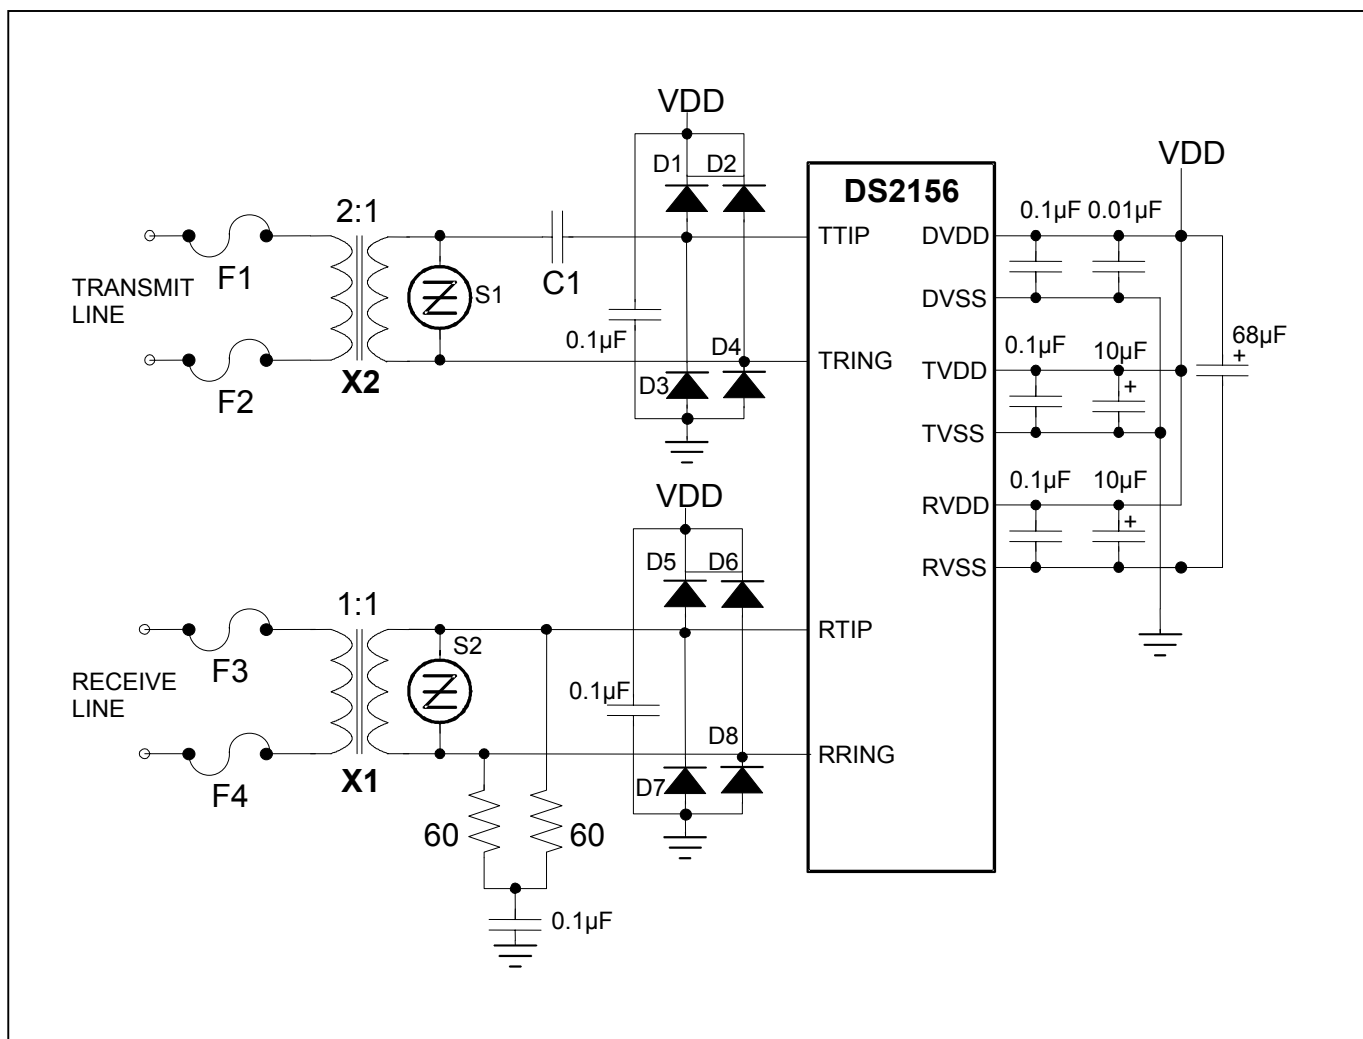 VDD
D1
D2
VDD
DS2156
2:1
0.1µF
0.01µF
TTIP
DVDD
F1
C1
S1
TRANSMIT
LINE
DVSS
0.1µF
D4
0.1µF
10µF
68µF
+
TRING
TVDD
F2
X2
D3
+
TVSS
VDD
0.1µF
10µF
RVDD
+
D5
D6
RVSS
1:1
RTIP
F3
S2
RECEIVE
LINE
0.1µF
D8
RRING
F4
X1
D7
60
60
0.1µF